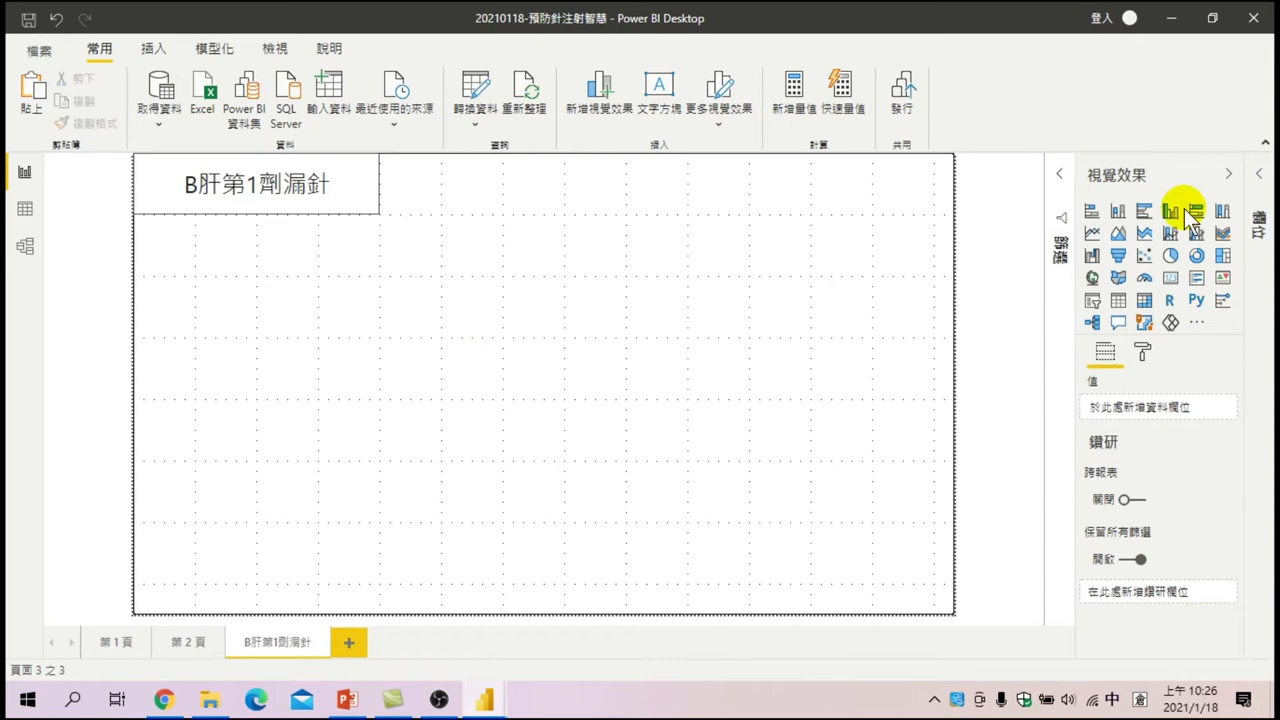 20210118-預防針注射智慧 - Power BI Desktop
登入
檔案
常用
插入
模型化
檢視
說明
貼上
剪下
複製
複製格式
取得資料
Excel
Power BI
資料集
SQL
Server
輸入資料
最近使用的來源
轉換資料
重新整理
新增視覺效果
文字方塊
更多視覺效果
新增量值
快速量值
發行
剪貼簿
資料
查詢
插入
計算
共用
B肝第1劑漏針
篩選
視覺效果
欄位
R
Py
123
值
於此處新增資料欄位
鑽研
跨報表
關閉
保留所有篩選
開啟
在此處新增鑽研欄位
第 1 頁
第 2 頁
B肝第1劑漏針
頁面 3 之 3
中
倉
上午 10:26
2021/1/18